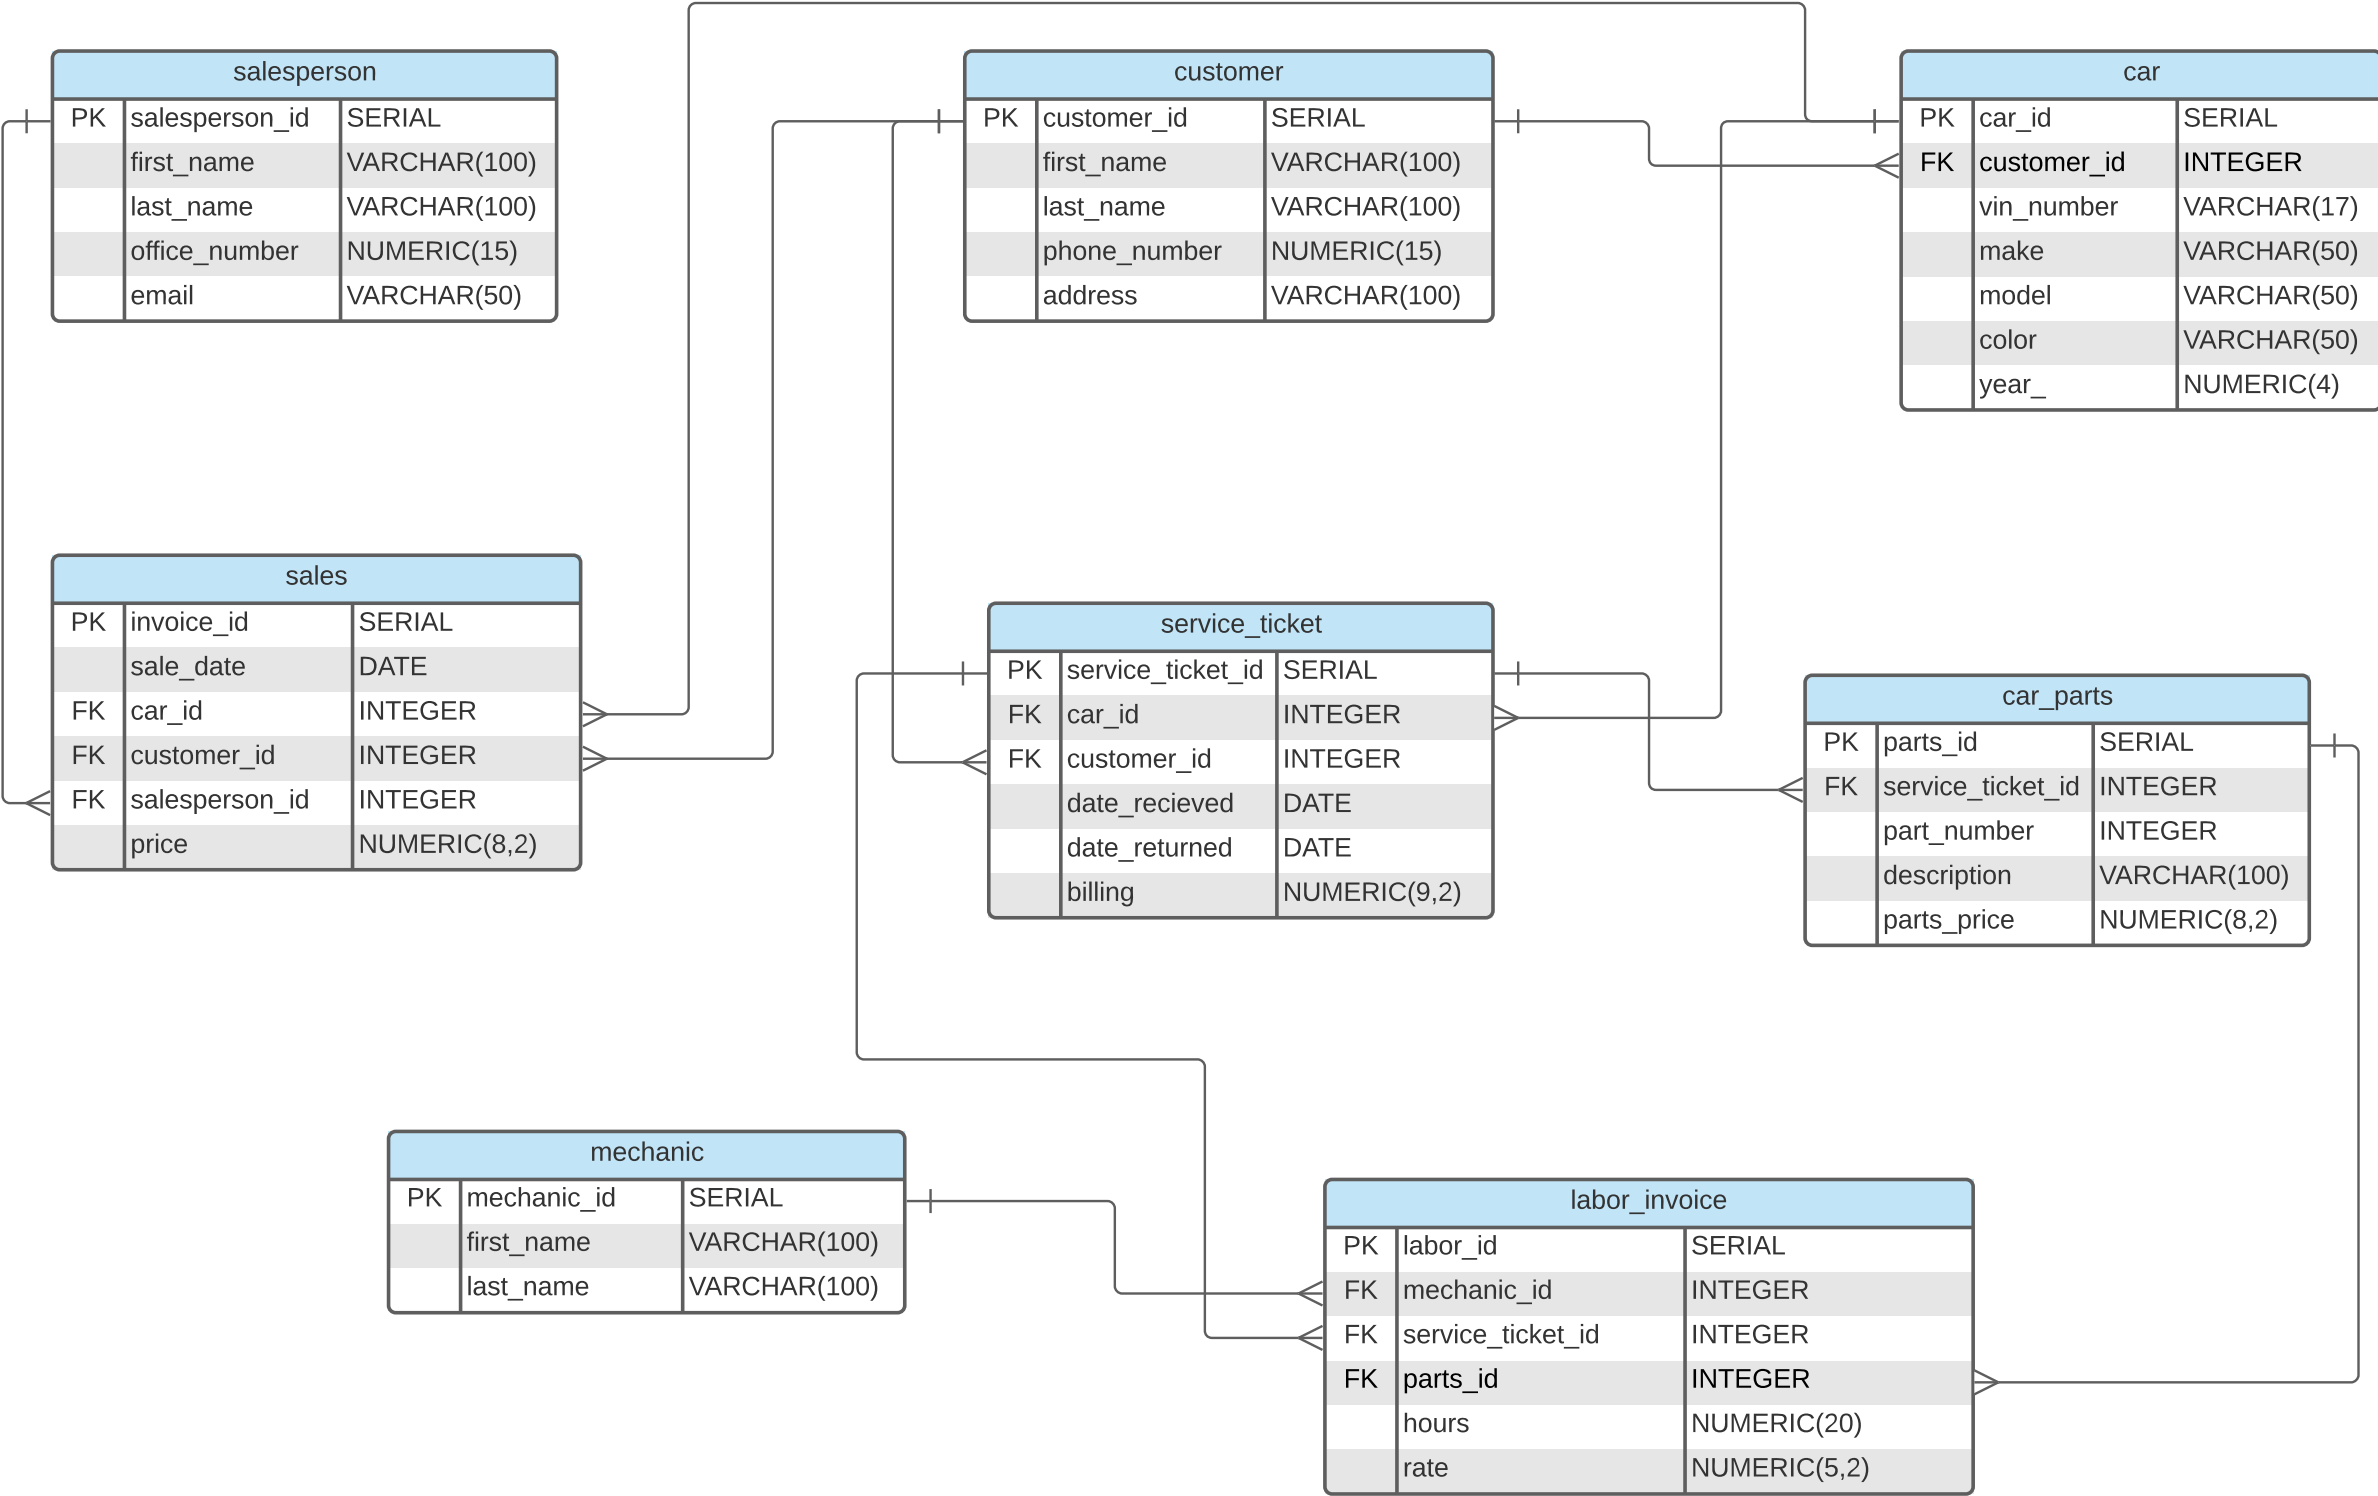 salesperson
PK salesperson_id SERIAL
first_name VARCHAR(100)
last_name VARCHAR(100)
office_number NUMERIC(15)
email VARCHAR(50)
customer
PK customer_id SERIAL
first_name VARCHAR(100)
last_name VARCHAR(100)
phone_number NUMERIC(15)
address VARCHAR(100)
car
PK car_id SERIAL
FK customer_id INTEGER
vin_number VARCHAR(17)
make VARCHAR(50)
model VARCHAR(50)
color VARCHAR(50)
year_ NUMERIC(4)
sales
PK invoice_id SERIAL
sale_date DATE
FK car_id INTEGER
FK customer_id INTEGER
FK salesperson_id INTEGER
price NUMERIC(8,2)
service_ticket
PK service_ticket_id SERIAL
FK car_id INTEGER
FK customer_id INTEGER
date_recieved DATE
date_returned DATE
billing NUMERIC(9,2)
car_parts
PK parts_id SERIAL
FK service_ticket_id INTEGER
part_number INTEGER
description VARCHAR(100)
parts_price NUMERIC(8,2)
mechanic
PK mechanic_id SERIAL
first_name VARCHAR(100)
last_name VARCHAR(100)
labor_invoice
PK labor_id SERIAL
FK mechanic_id INTEGER
FK service_ticket_id INTEGER
FK parts_id INTEGER
hours NUMERIC(20)
rate NUMERIC(5,2)